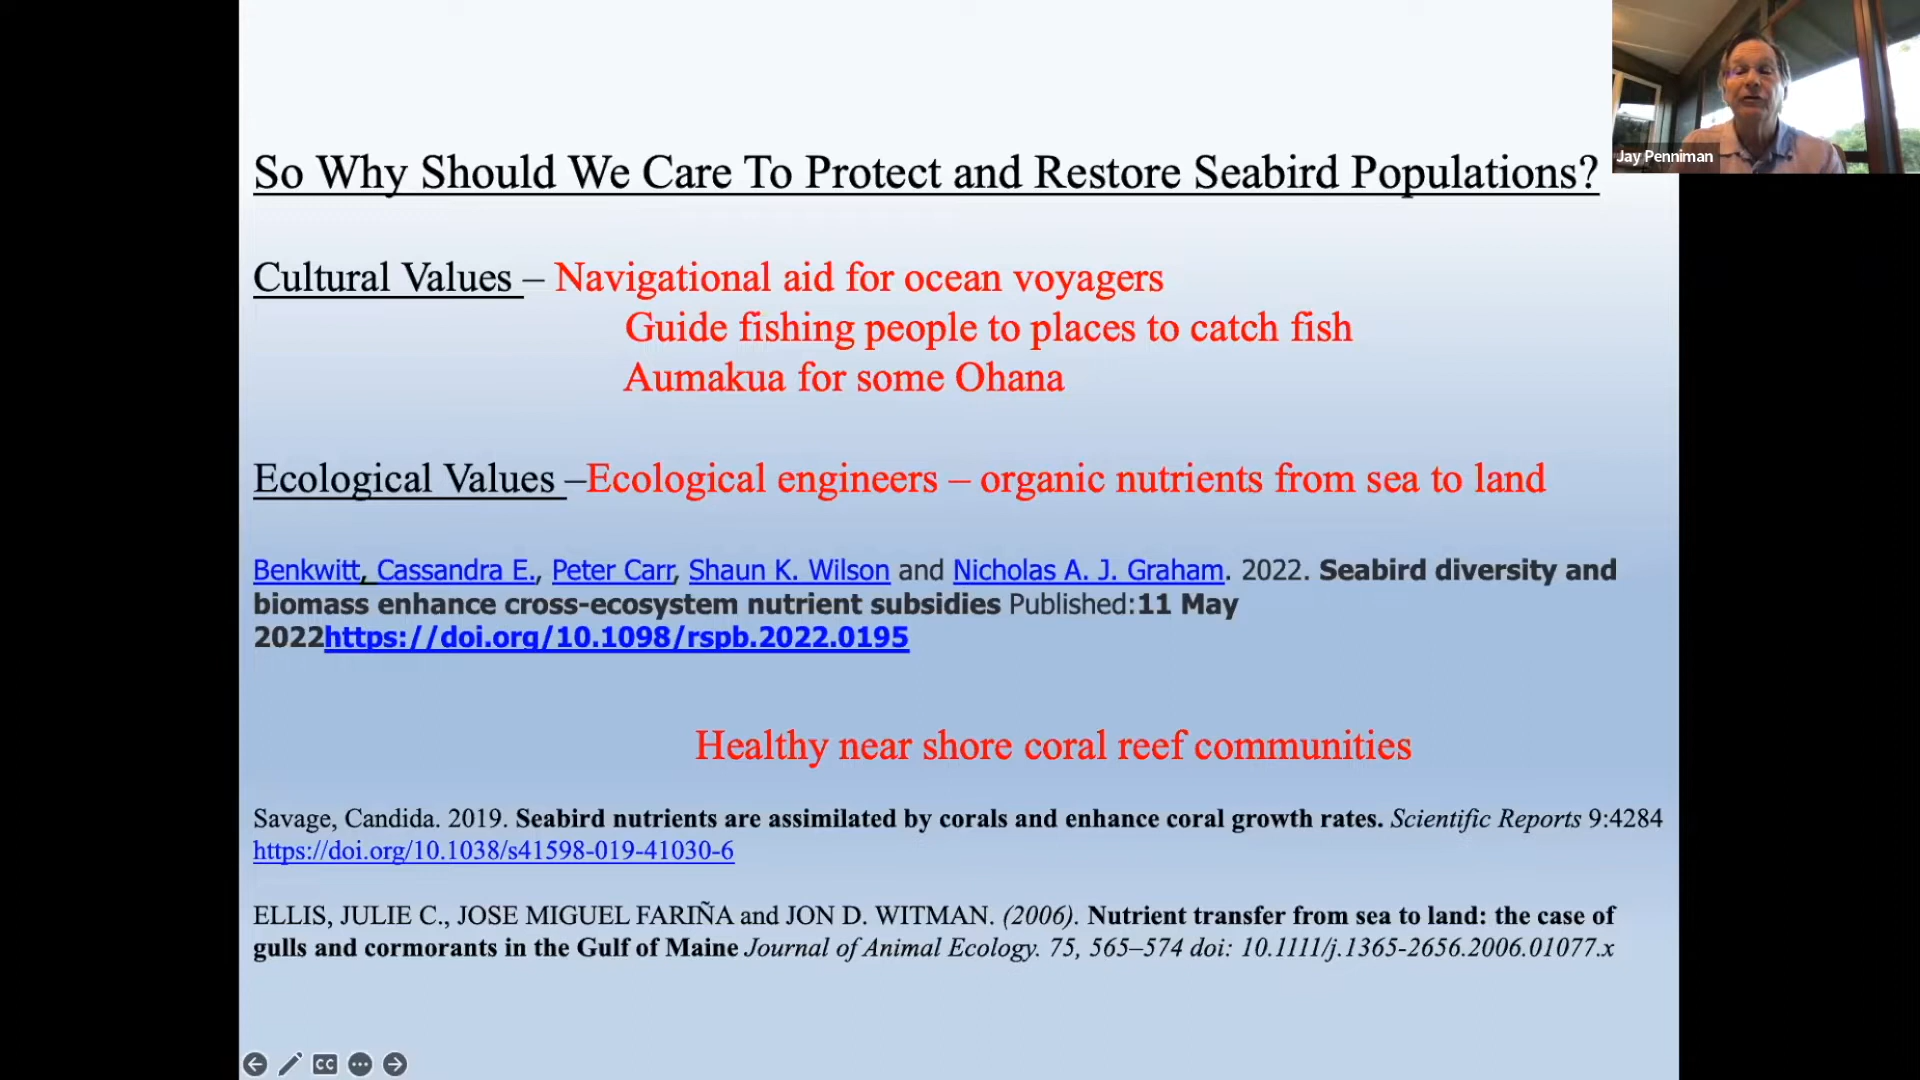 So Why Should We Care To Protect and Restore Seabird Populations?
Jay Penniman
Cultural Values – Navigational aid for ocean voyagers
Guide fishing people to places to catch fish
Aumakua for some Ohana
Ecological Values –Ecological engineers – organic nutrients from sea to land
Benkwitt, Cassandra E., Peter Carr, Shaun K. Wilson and Nicholas A. J. Graham. 2022. Seabird diversity and
biomass enhance cross-ecosystem nutrient subsidies Published:11 May
2022https://doi.org/10.1098/rspb.2022.0195
Healthy near shore coral reef communities
Savage, Candida. 2019. Seabird nutrients are assimilated by corals and enhance coral growth rates. Scientific Reports 9:4284
https://doi.org/10.1038/s41598-019-41030-6
ELLIS, JULIE C., JOSE MIGUEL FARIÑA and JON D. WITMAN. (2006). Nutrient transfer from sea to land: the case of
gulls and cormorants in the Gulf of Maine Journal of Animal Ecology. 75, 565–574 doi: 10.1111/j.1365-2656.2006.01077.x
CC